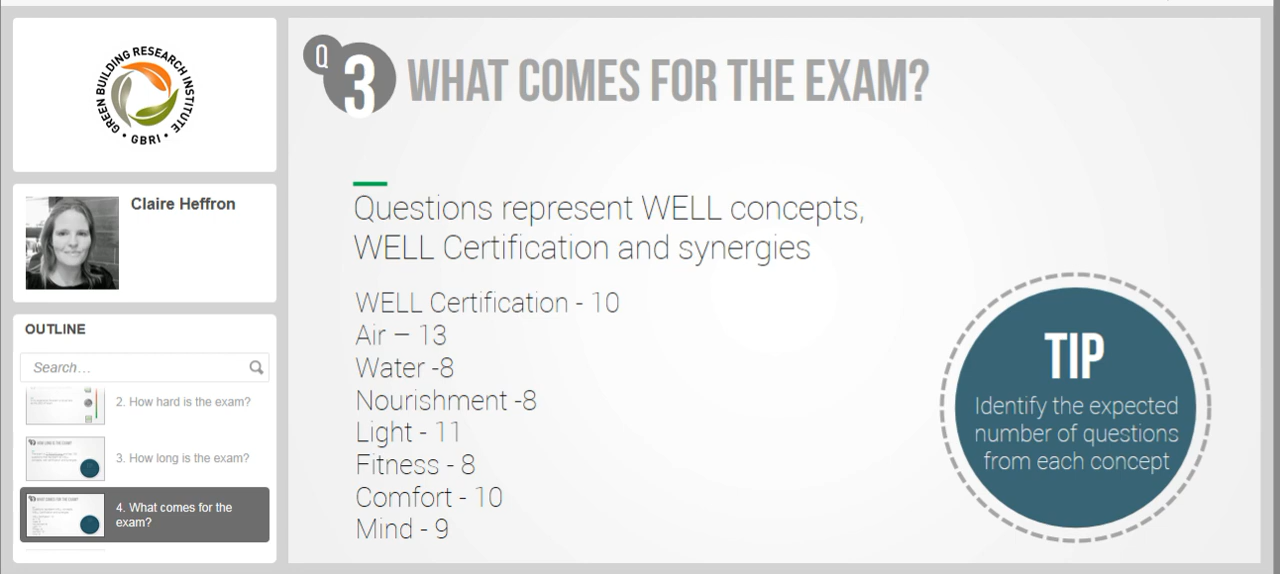 GREEN BUILDING RESEARCH INSTITUTE
• GBRI •
Claire Heffron
OUTLINE
Search...
2. How hard is the exam?
3. How long is the exam?
4. What comes for the
exam?
Q
3
WHAT COMES FOR THE EXAM?
Questions represent WELL concepts,
WELL Certification and synergies
WELL Certification - 10
Air – 13
Water -8
Nourishment -8
Light - 11
Fitness - 8
Comfort - 10
Mind - 9
TIP
Identify the expected
number of questions
from each concept